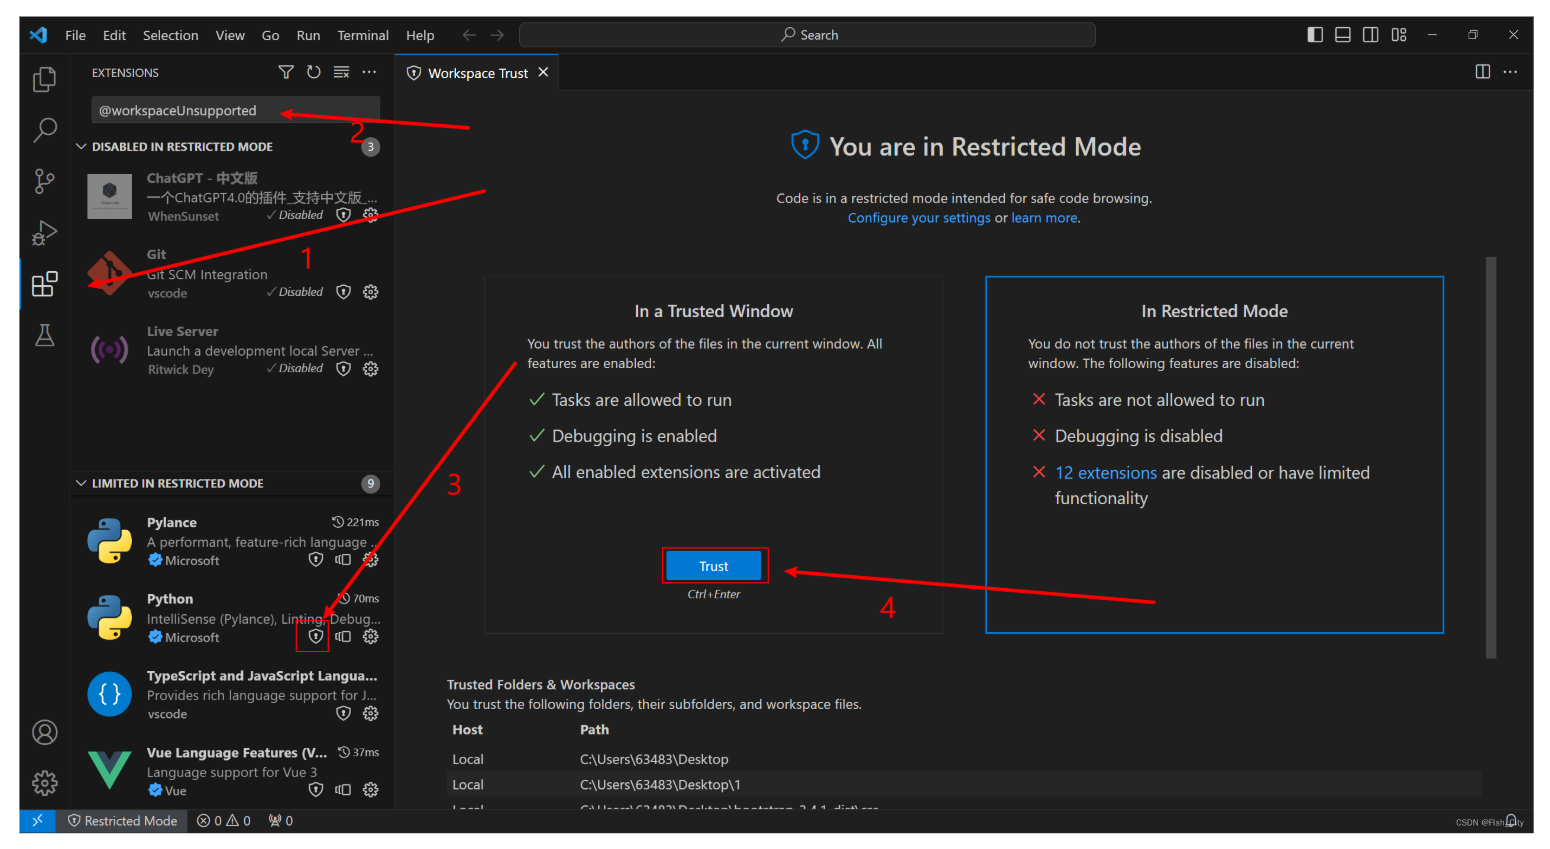 File Edit Selection View Go Run Terminal Help
Search
EXTENSIONS
Workspace Trust
@workspaceUnsupported
2
DISABLED IN RESTRICTED MODE 3
ChatGPT - 中文版
一个ChatGPT4.0的插件_支持中文版_...
WhenSunset Disabled
1
Git
Git SCM Integration
vscode Disabled
Live Server
Launch a development local Server ...
Ritwick Dey Disabled
LIMITED IN RESTRICTED MODE 9
3
Pylance 221ms
A performant, feature-rich language ...
Microsoft
Python 70ms
IntelliSense (Pylance), Linting, Debug...
Microsoft
TypeScript and JavaScript Langua...
Provides rich language support for J...
vscode
Vue Language Features (V... 37ms
Language support for Vue 3
Vue
You are in Restricted Mode
Code is in a restricted mode intended for safe code browsing.
Configure your settings or learn more.
In a Trusted Window
You trust the authors of the files in the current window. All
features are enabled:
Tasks are allowed to run
Debugging is enabled
All enabled extensions are activated
Trust
Ctrl+Enter
4
In Restricted Mode
You do not trust the authors of the files in the current
window. The following features are disabled:
Tasks are not allowed to run
Debugging is disabled
12 extensions are disabled or have limited
functionality
Trusted Folders & Workspaces
You trust the following folders, their subfolders, and workspace files.
Host Path
Local C:\Users\63483\Desktop
Local C:\Users\63483\Desktop\1
Local C:\Users\63483\Desktop\bootstrap-3.4.1-dist\css
Restricted Mode 0 0 0
CSDN